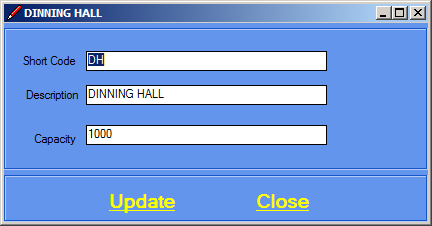 DINNING HALL
Short Code DH
Description DINNING HALL
Capacity 1000
Update Close